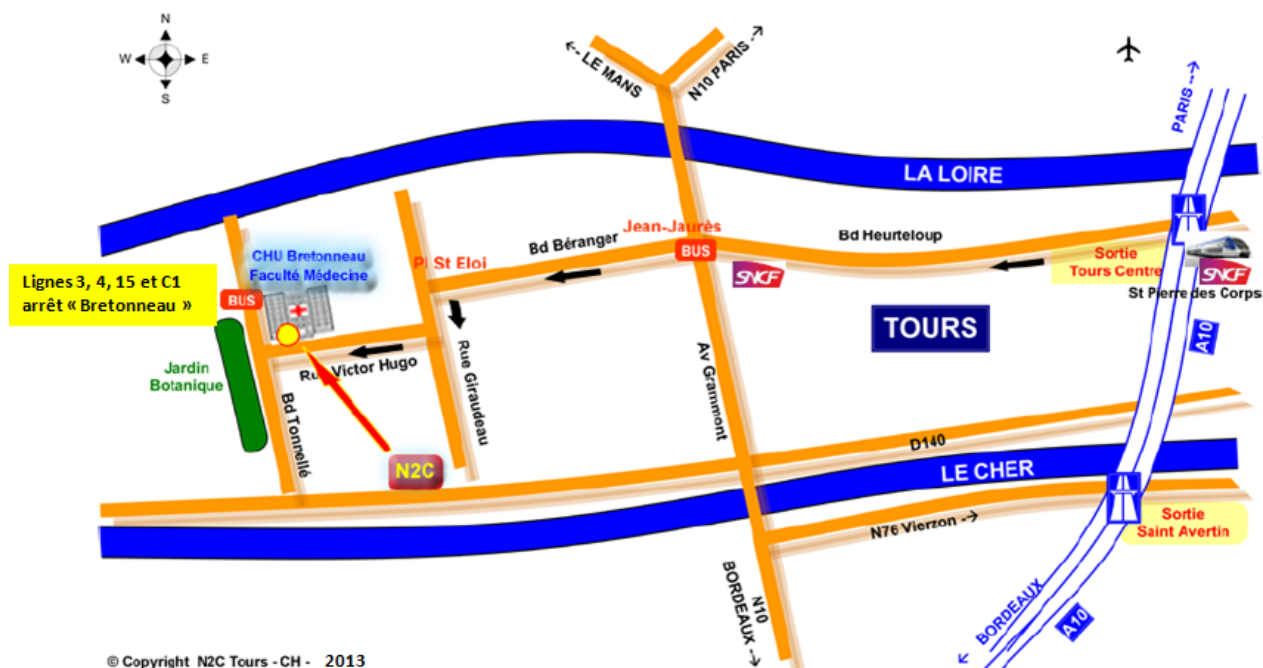 N
W
E
S
<-- LE MANS
N10 PARIS -->
PARIS -->
LA LOIRE
CHU Bretonneau
Faculté Médecine
Pl St Eloi
Bd Béranger
Jean-Jaurès
BUS
Bd Heurteloup
Sortie
Tours Centre
SNCF
SNCF
St Pierre des Corps
Lignes 3, 4, 15 et C1
arrêt « Bretonneau »
BUS
TOURS
A10
Jardin
Botanique
Rue Victor Hugo
Rue Giraudeau
Av Grammont
Bd Tonnellé
N2C
D140
LE CHER
N76 Vierzon -->
Sortie
Saint Avertin
N10
BORDEAUX -->
BORDEAUX
A10
© Copyright N2C Tours - CH - 2013